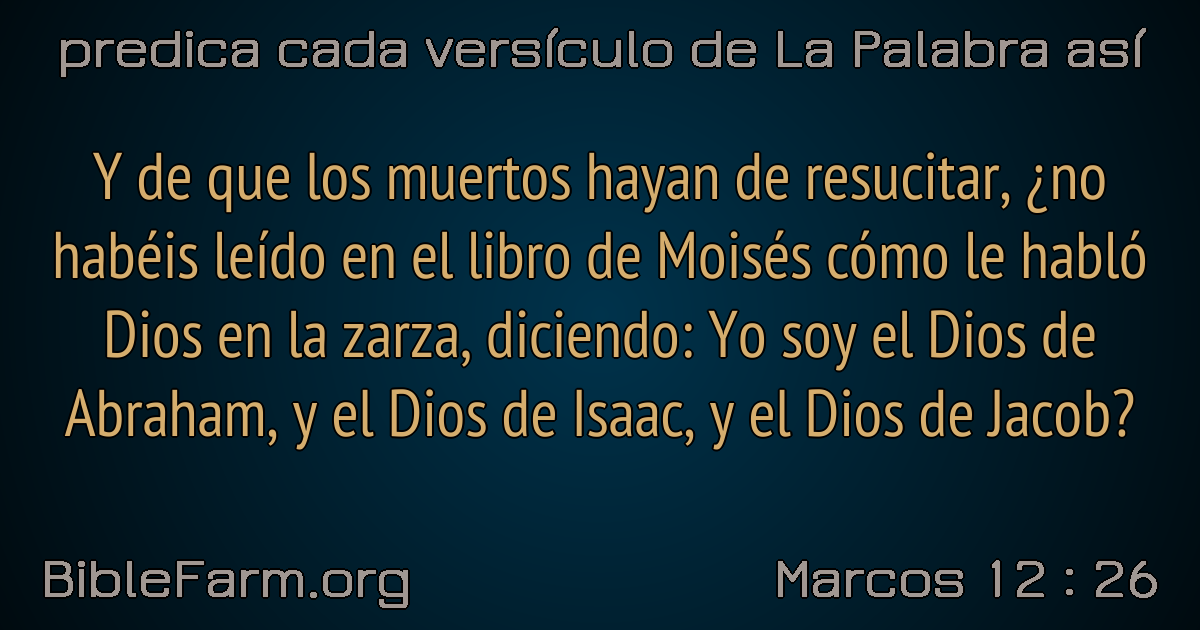 predica cada versículo de La Palabra así
Y de que los muertos hayan de resucitar, ¿no
habéis leído en el libro de Moisés cómo le habló
Dios en la zarza, diciendo: Yo soy el Dios de
Abraham, y el Dios de Isaac, y el Dios de Jacob?
BibleFarm.org
Marcos 12 : 26